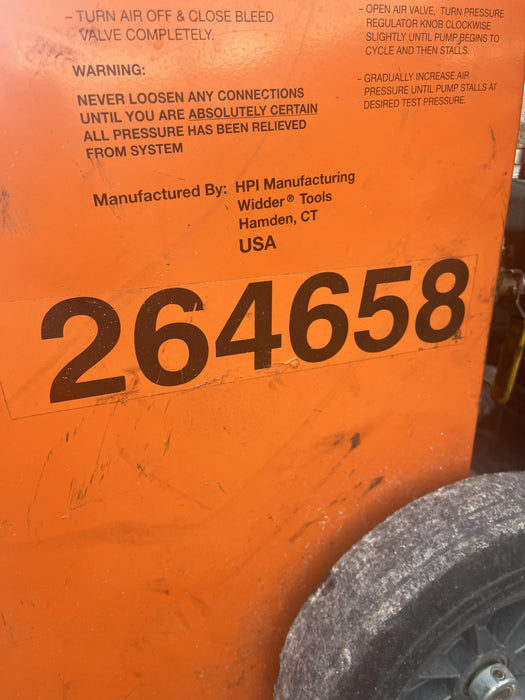 – TURN AIR OFF & CLOSE BLEED
VALVE COMPLETELY.
WARNING:
NEVER LOOSEN ANY CONNECTIONS
UNTIL YOU ARE ABSOLUTELY CERTAIN
ALL PRESSURE HAS BEEN RELIEVED
FROM SYSTEM
– OPEN AIR VALVE, TURN PRESSURE
REGULATOR KNOB CLOCKWISE
SLIGHTLY UNTIL PUMP BEGINS TO
CYCLE AND THEN STALLS.
– GRADUALLY INCREASE AIR
PRESSURE UNTIL PUMP STALLS AT
DESIRED TEST PRESSURE.
Manufactured By: HPI Manufacturing
Widder® Tools
Hamden, CT
USA
264658